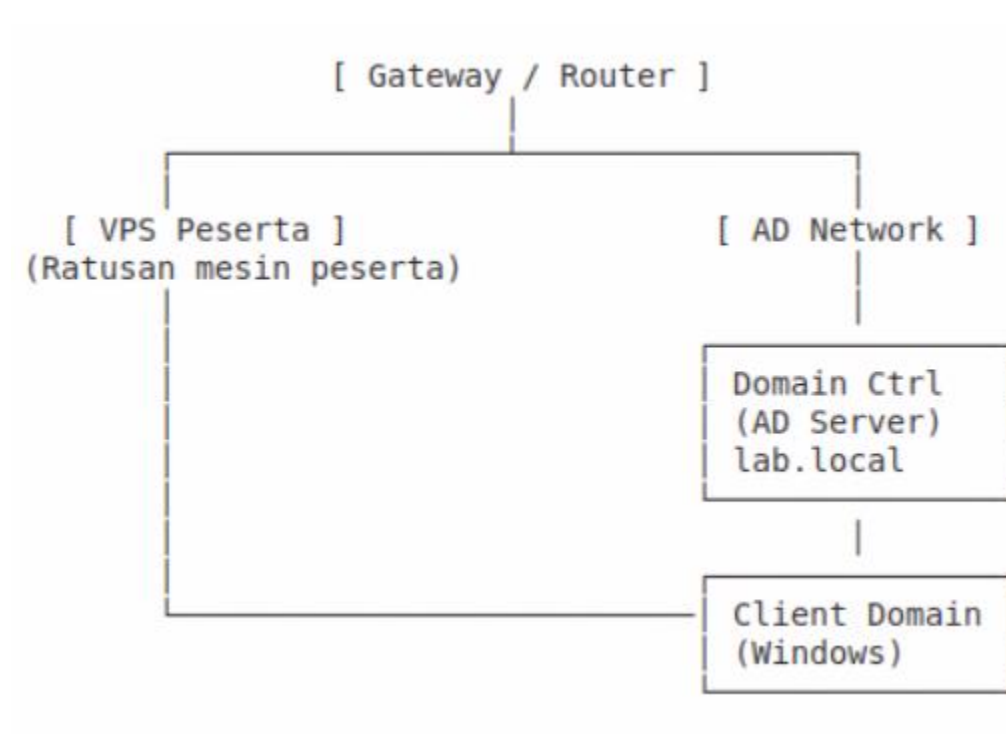 [ Gateway / Router ]
[ VPS Peserta ]
(Ratusan mesin peserta)
[ AD Network ]
Domain Ctrl
(AD Server)
lab.local
Client Domain
(Windows)